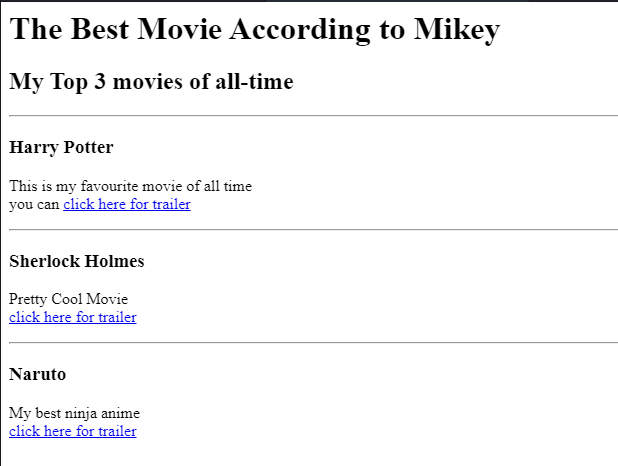 The Best Movie According to Mikey
My Top 3 movies of all-time
Harry Potter
This is my favourite movie of all time
you can click here for trailer
Sherlock Holmes
Pretty Cool Movie
click here for trailer
Naruto
My best ninja anime
click here for trailer